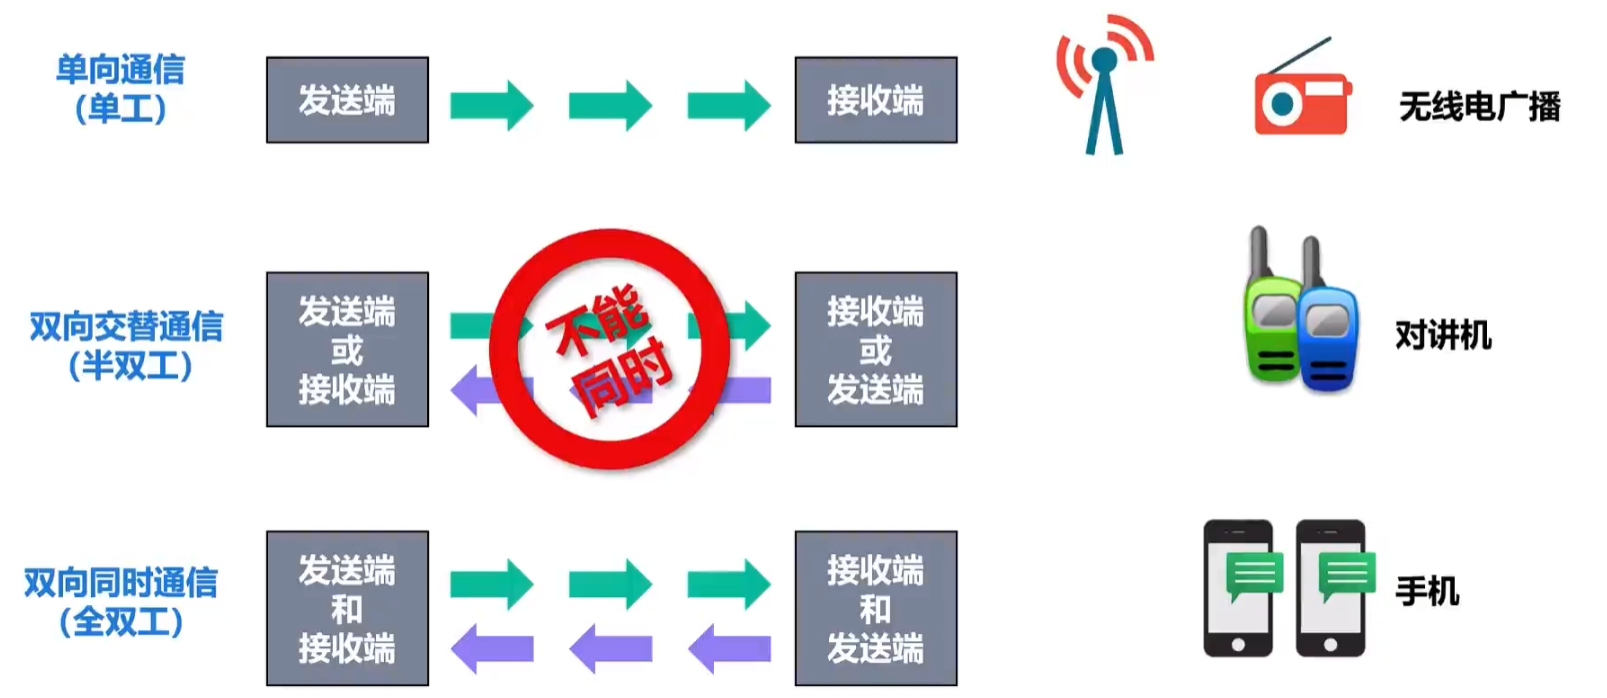 单向通信
（单工）
发送端
接收端
无线电广播
双向交替通信
（半双工）
发送端
或
接收端
不能
同时
接收端
或
发送端
对讲机
双向同时通信
（全双工）
发送端
和
接收端
接收端
和
发送端
手机